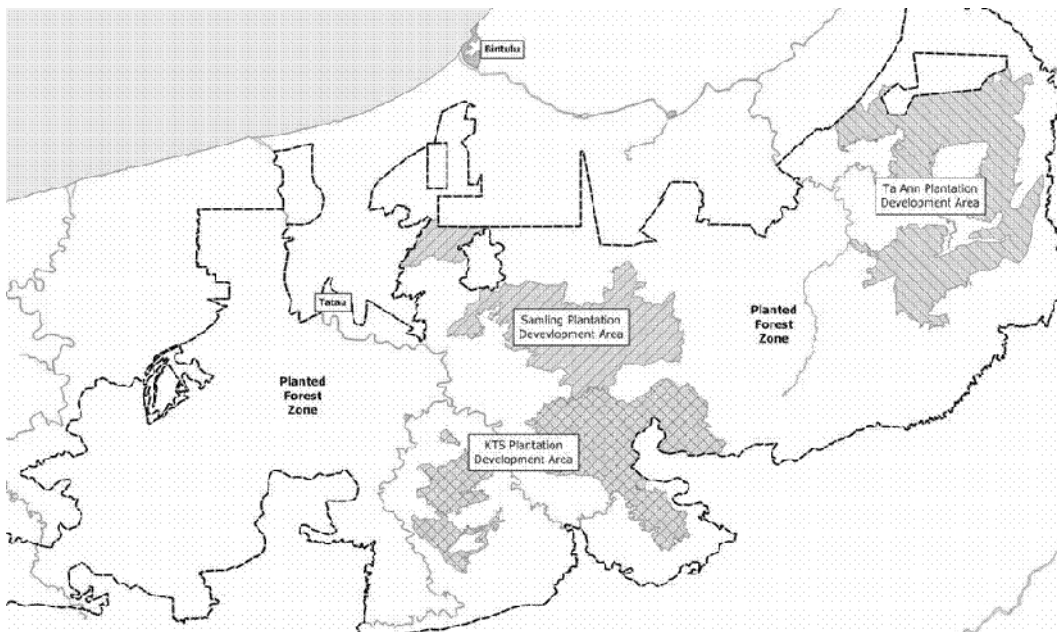 Bintulu
Ta Ann Plantation
Development Area
Tatau
Samling Plantation
Development Area
Planted
Forest
Zone
Planted
Forest
Zone
KTS Plantation
Development Area